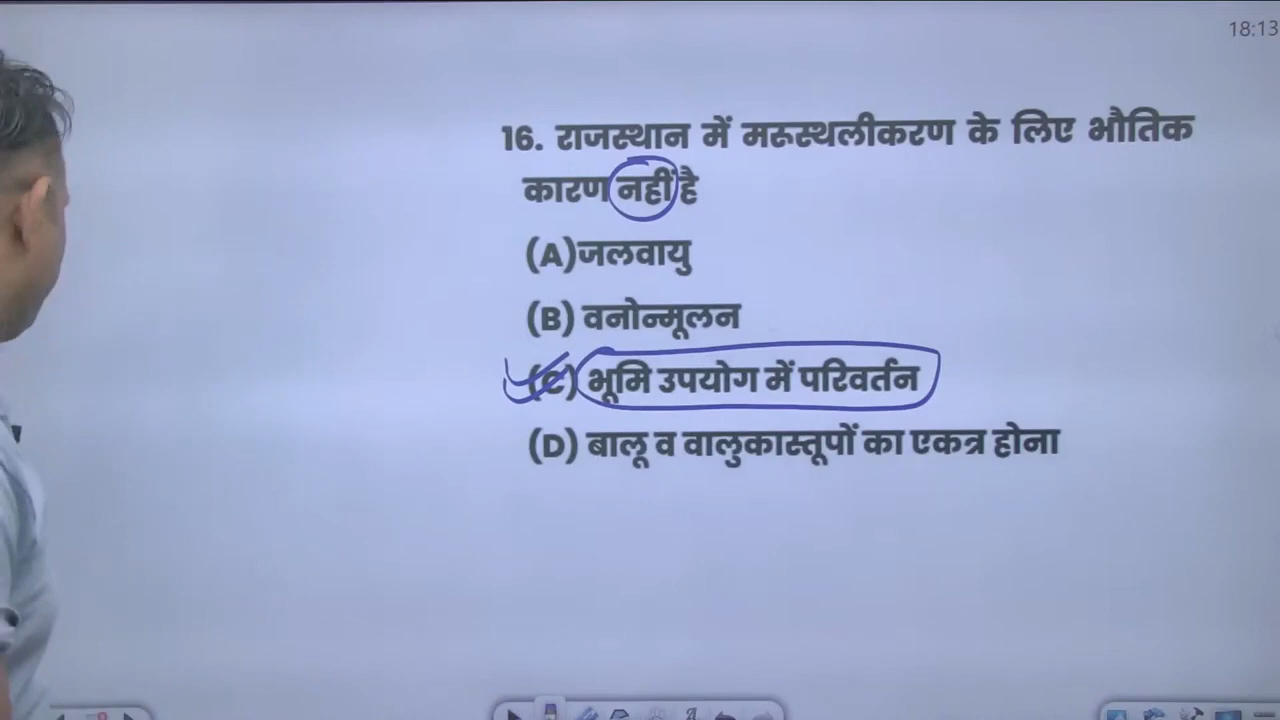 18:13
16. राजस्थान में मरूस्थलीकरण के लिए भौतिक
कारण नहीं है
(A)जलवायु
(B) वनोन्मूलन
(C) भूमि उपयोग में परिवर्तन
(D) बालू व वालुकास्तूपों का एकत्र होना